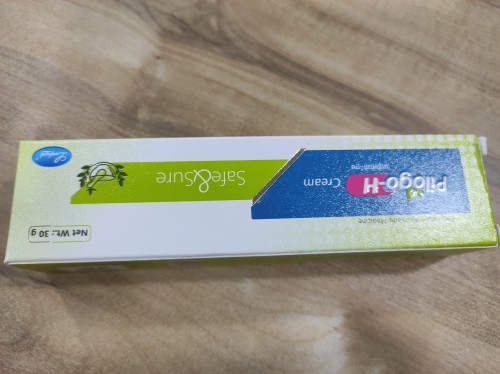 Net Wt.: 30 g
Pilogo-H
Cream
Safe&Sure